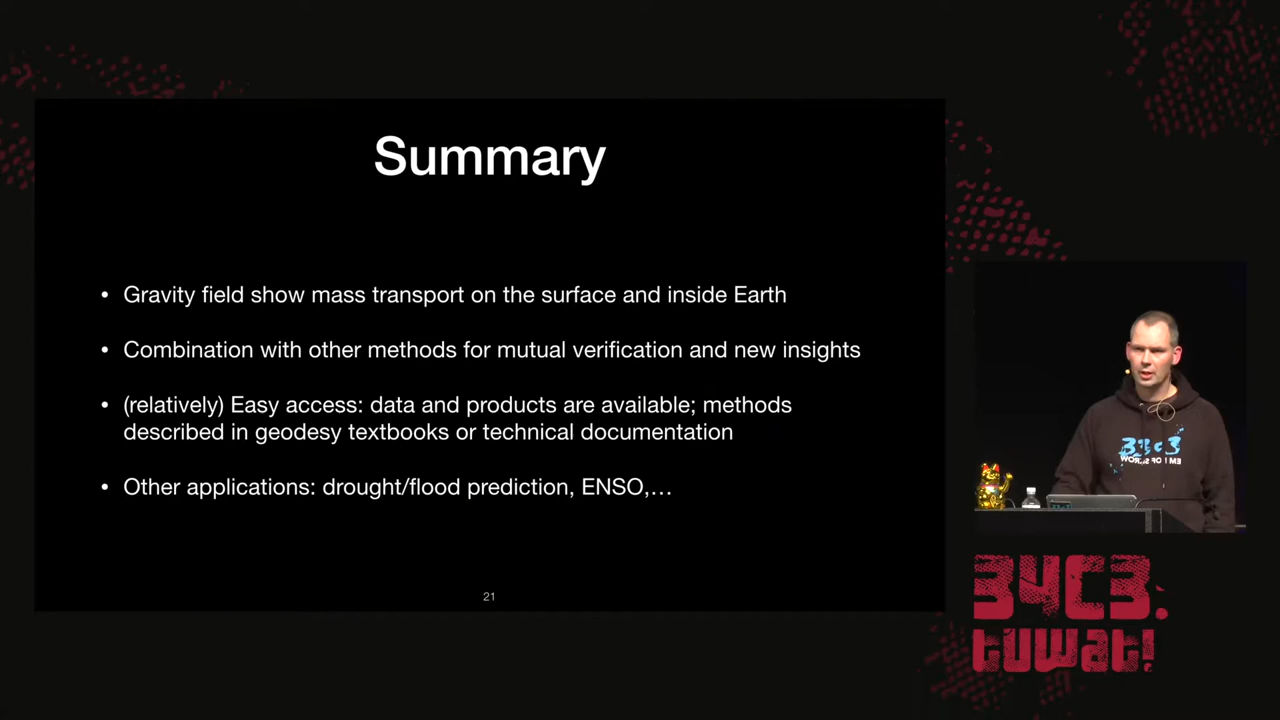 Summary
• Gravity field show mass transport on the surface and inside Earth
• Combination with other methods for mutual verification and new insights
• (relatively) Easy access: data and products are available; methods
described in geodesy textbooks or technical documentation
• Other applications: drought/flood prediction, ENSO,…
21
33c3
34C3.
tuwat!